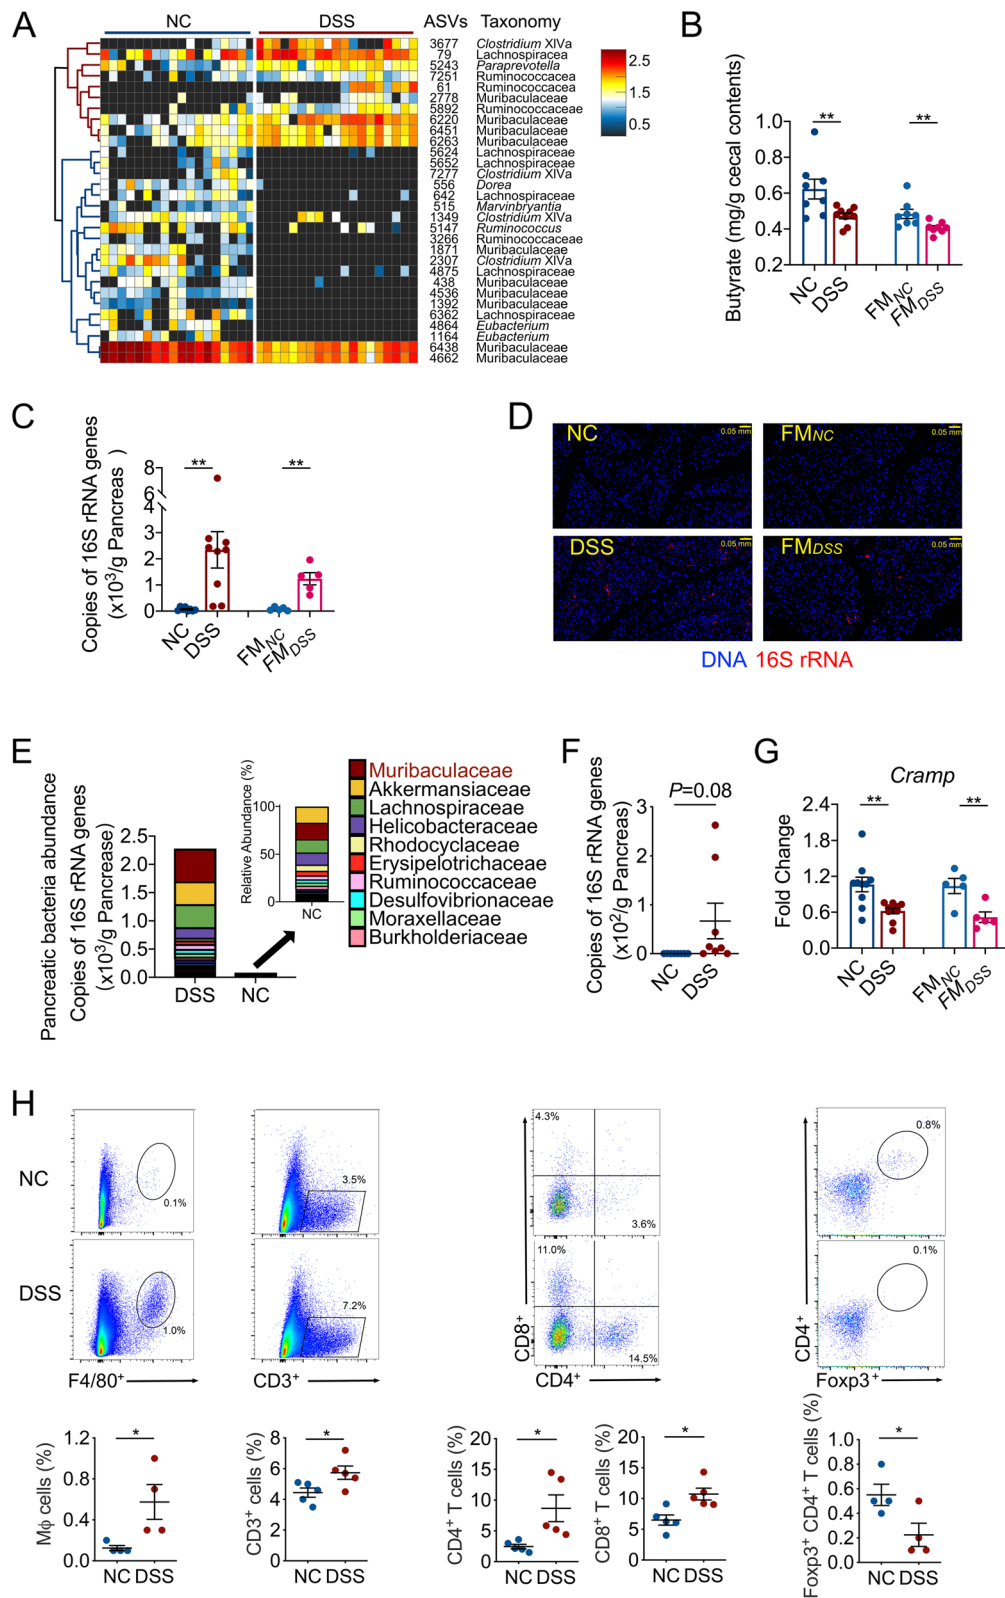 A
NC
DSS
ASVs
Taxonomy
3677 Clostridium XIVa
79 Lachnospiracea
5243 Paraprevotella
7251 Ruminococcacea
61 Ruminococcacea
2778 Muribaculaceae
5892 Ruminococcaceae
6220 Muribaculaceae
6451 Muribaculaceae
6263 Muribaculaceae
5624 Lachnospiraceae
5652 Lachnospiraceae
7277 Clostridium XIVa
556 Dorea
642 Lachnospiraceae
515 Marvinbryantia
1349 Clostridium XIVa
5147 Ruminococcus
3266 Ruminococcaceae
1871 Muribaculaceae
2307 Clostridium XIVa
4875 Lachnospiraceae
438 Muribaculaceae
4536 Muribaculaceae
1392 Muribaculaceae
6362 Lachnospiraceae
4864 Eubacterium
1164 Eubacterium
6438 Muribaculaceae
4662 Muribaculaceae
2.5
1.5
0.5
B
Butyrate (mg/g cecal contents)
1.0
0.8
0.6
0.4
0.2
**
**
NC
DSS
FMNC
FMDSS
C
Copies of 16S rRNA genes
(x10³/g Pancreas )
8
6
4
3
2
1
0
**
**
NC
DSS
FMNC
FMDSS
D
NC
0.05 mm
FMNC
0.05 mm
DSS
0.05 mm
FMDSS
0.05 mm
DNA 16S rRNA
E
Pancreatic bacteria abundance
Copies of 16S rRNA genes
(x10³/g Pancrease)
2.5
2.0
1.5
1.0
0.5
0.0
DSS
NC
Relative Abundance (%)
100
50
0
NC
Muribaculaceae
Akkermansiaceae
Lachnospiraceae
Helicobacteraceae
Rhodocyclaceae
Erysipelotrichaceae
Ruminococcaceae
Desulfovibrionaceae
Moraxellaceae
Burkholderiaceae
F
Copies of 16S rRNA genes
(x10²/g Pancreas)
P=0.08
3
2
1
0
NC
DSS
G
Cramp
Fold Change
2.4
1.8
1.2
0.6
0.0
**
**
NC
DSS
FMNC
FMDSS
H
NC
0.1%
3.5%
4.3%
3.6%
0.8%
DSS
1.0%
7.2%
11.0%
14.5%
0.1%
F4/80⁺
CD3⁺
CD8⁺
CD4⁺
CD4⁺
Foxp3⁺
Mφ cells (%)
1.2
0.8
0.4
0.0
*
NC DSS
CD3⁺ cells (%)
8
6
4
2
0
*
NC DSS
CD4⁺ T cells (%)
20
15
10
5
0
*
NC DSS
CD8⁺ T cells (%)
20
15
10
5
0
*
NC DSS
Foxp3⁺ CD4⁺ T cells (%)
1.0
0.8
0.6
0.4
0.2
0.0
*
NC DSS